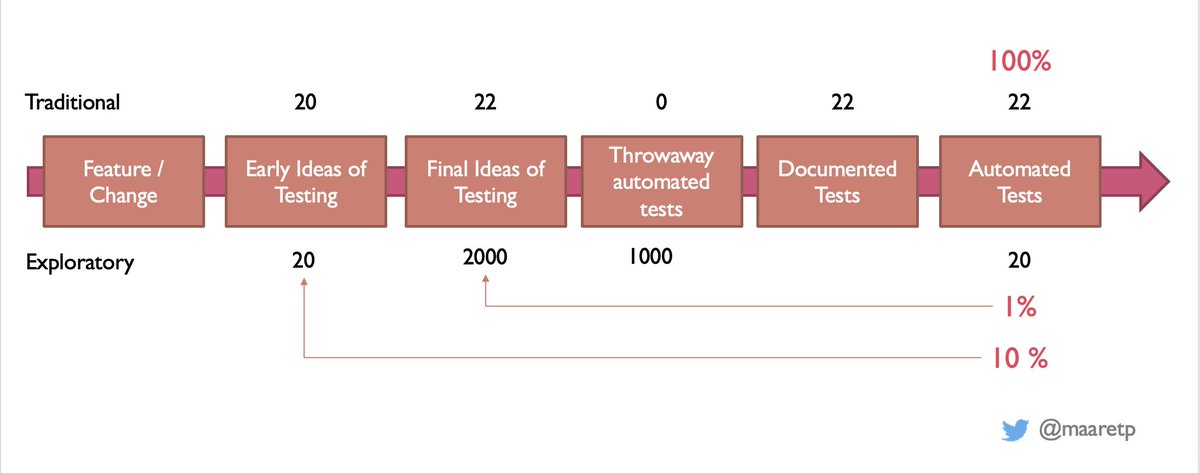 100%
Traditional 20 22 0 22 22
Feature /
Change
Early Ideas of
Testing
Final Ideas of
Testing
Throwaway
automated
tests
Documented
Tests
Automated
Tests
Exploratory 20 2000 1000 20
1%
10 %
@maaretp